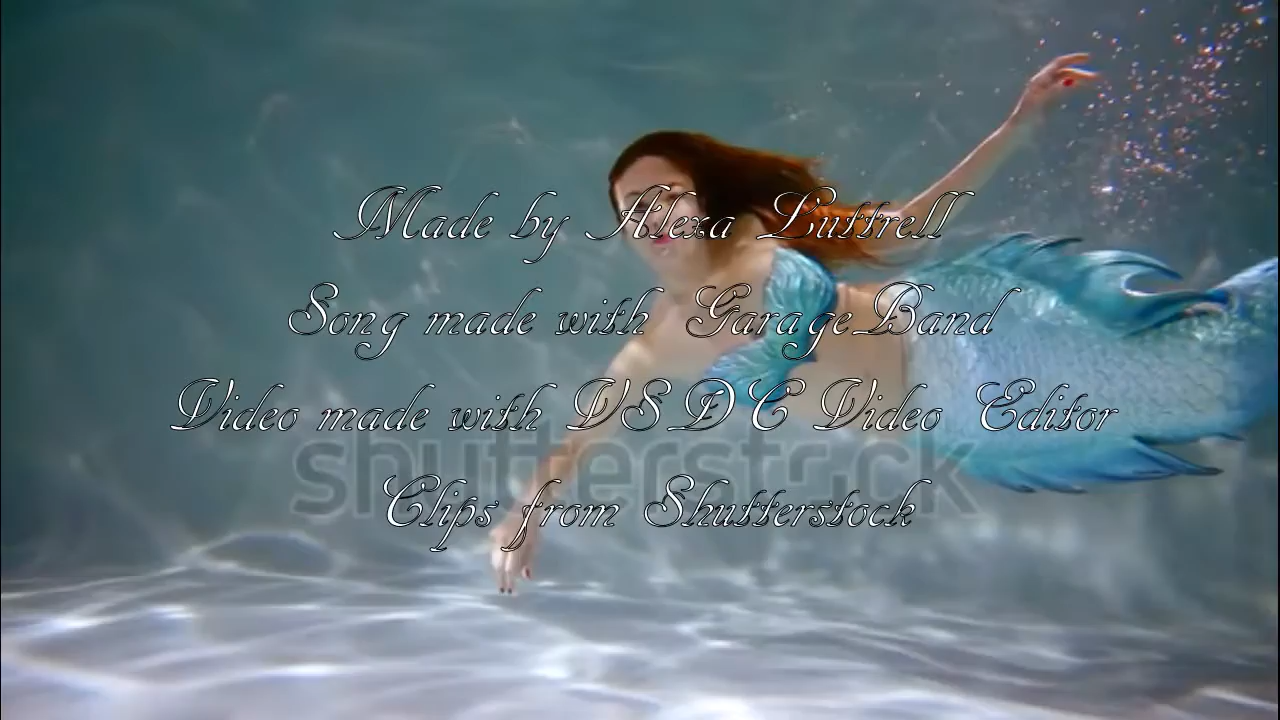 Made by Alexa Luttrell
Song made with GarageBand
Video made with VSDC Video Editor
shutterstock
Clips from Shutterstock